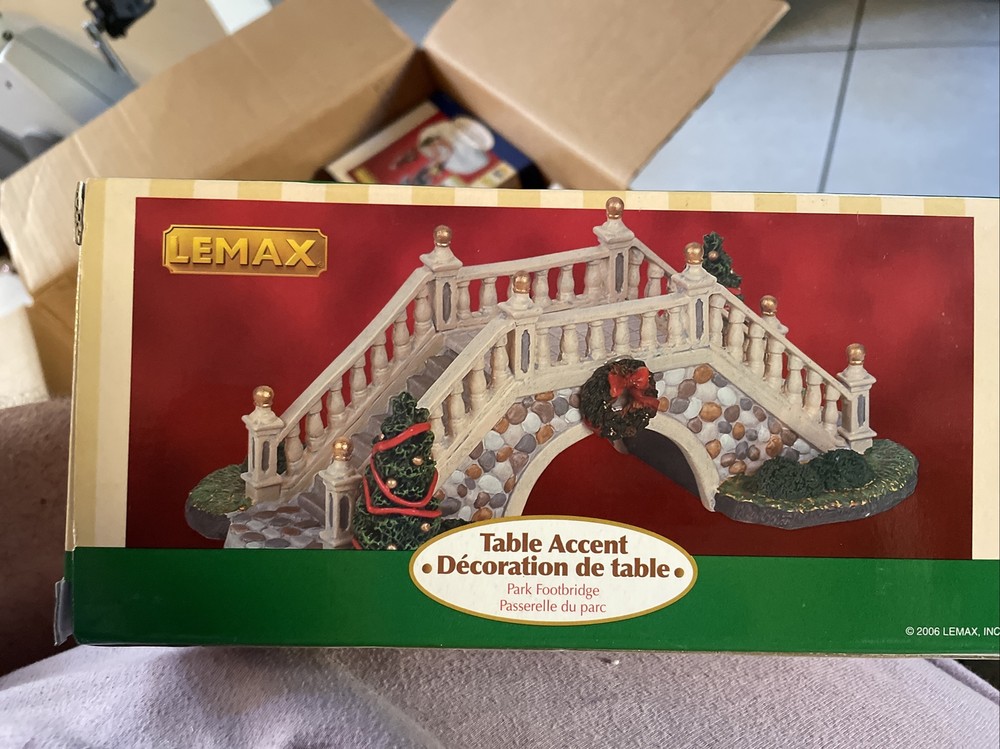 LEMAX
Table Accent
• Décoration de table •
Park Footbridge
Passerelle du parc
© 2006 LEMAX, INC